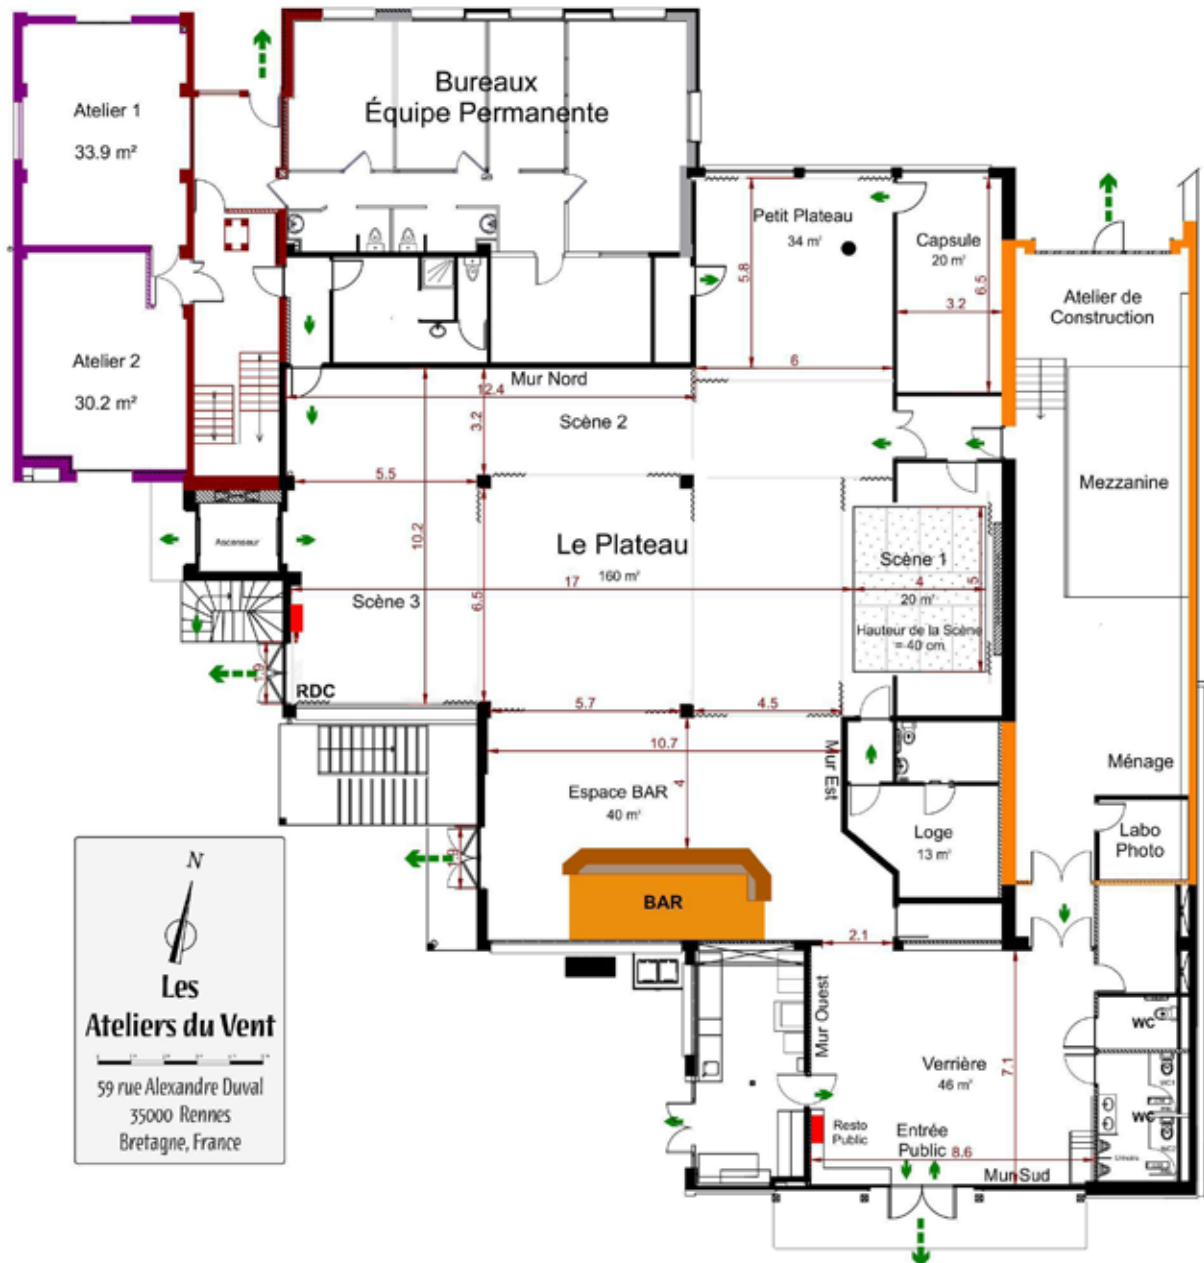 Bureaux
Équipe Permanente
Atelier 1
33.9 m²
Petit Plateau
34 m²
Capsule
20 m²
5.8
6.5
3.2
Atelier de
Construction
Atelier 2
30.2 m²
Mur Nord
12.4
6
3.2
Scène 2
5.5
Mezzanine
Ascenseur
10.2
Le Plateau
160 m²
17
Scène 1
4
5
20 m²
Hauteur de la Scène
= 40 cm
Scène 3
6.5
1.9
RDC
5.7
4.5
10.7
Mur Est
4
Espace BAR
40 m²
Ménage
Loge
13 m²
Labo
Photo
BAR
2.1
N
Les
Ateliers du Vent
59 rue Alexandre Duval
35000 Rennes
Bretagne, France
Mur Ouest
WC
Verrière
46 m²
7.1
WC
Resto
Public
Entrée
Public
8.6
Mur Sud